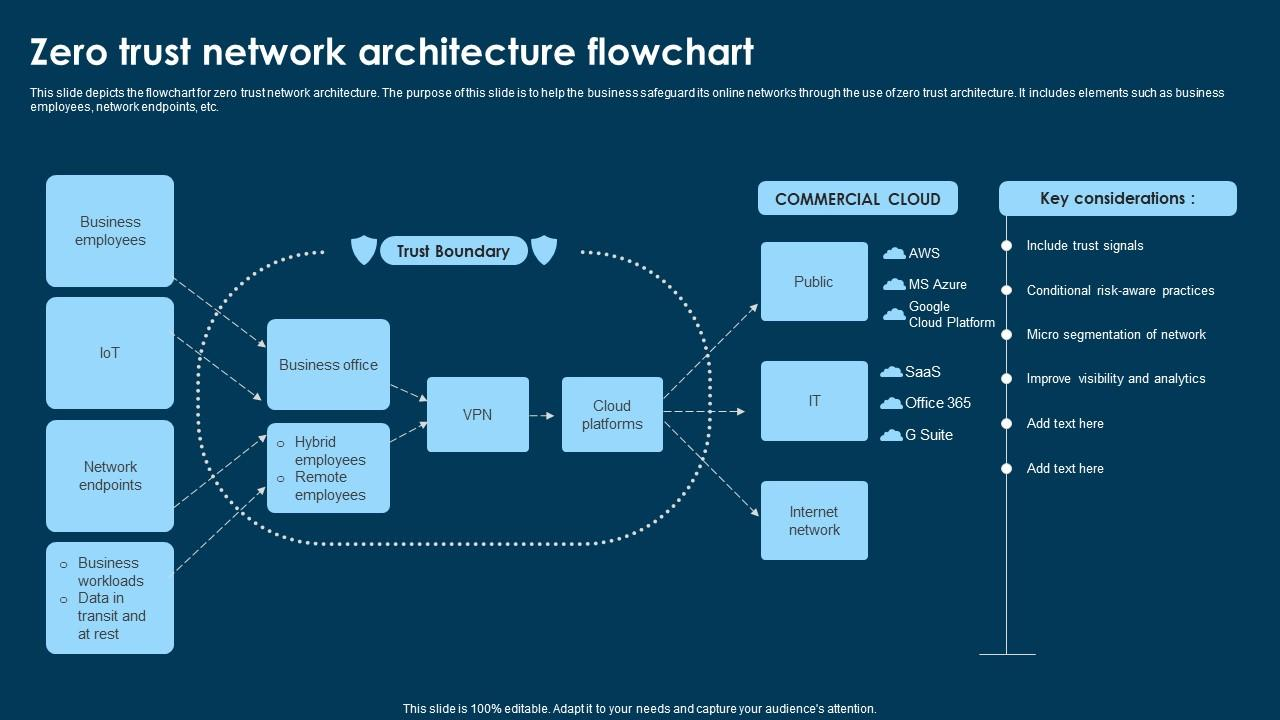 Zero trust network architecture flowchart
This slide depicts the flowchart for zero trust network architecture. The purpose of this slide is to help the business safeguard its online networks through the use of zero trust architecture. It includes elements such as business
employees, network endpoints, etc.
Business
employees
IoT
Network
endpoints
o Business
workloads
o Data in
transit and
at rest
Trust Boundary
Business office
o Hybrid
employees
o Remote
employees
VPN
Cloud
platforms
COMMERCIAL CLOUD
Public
AWS
MS Azure
Google
Cloud Platform
IT
SaaS
Office 365
G Suite
Internet
network
Key considerations :
Include trust signals
Conditional risk-aware practices
Micro segmentation of network
Improve visibility and analytics
Add text here
Add text here
This slide is 100% editable. Adapt it to your needs and capture your audience's attention.